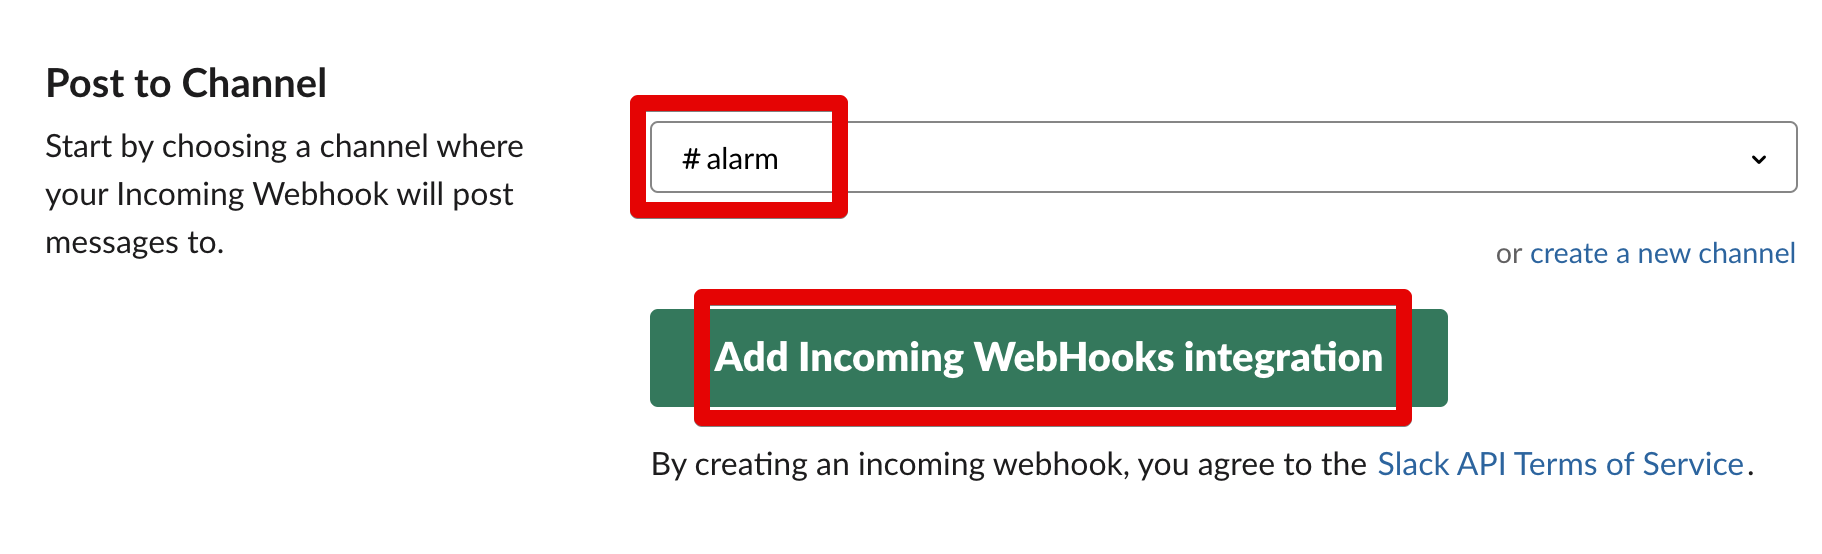 Post to Channel
Start by choosing a channel where
your Incoming Webhook will post
messages to.
# alarm
or create a new channel
Add Incoming WebHooks integration
By creating an incoming webhook, you agree to the Slack API Terms of Service.